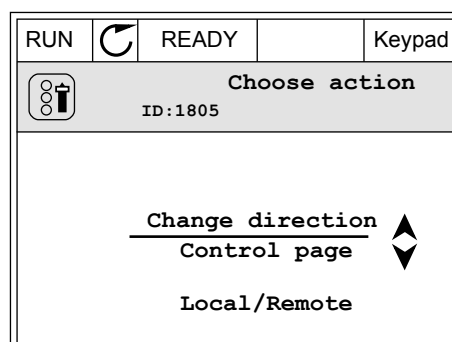 RUN READY Keypad
Choose action
ID:1805
Change direction
Control page
Local/Remote